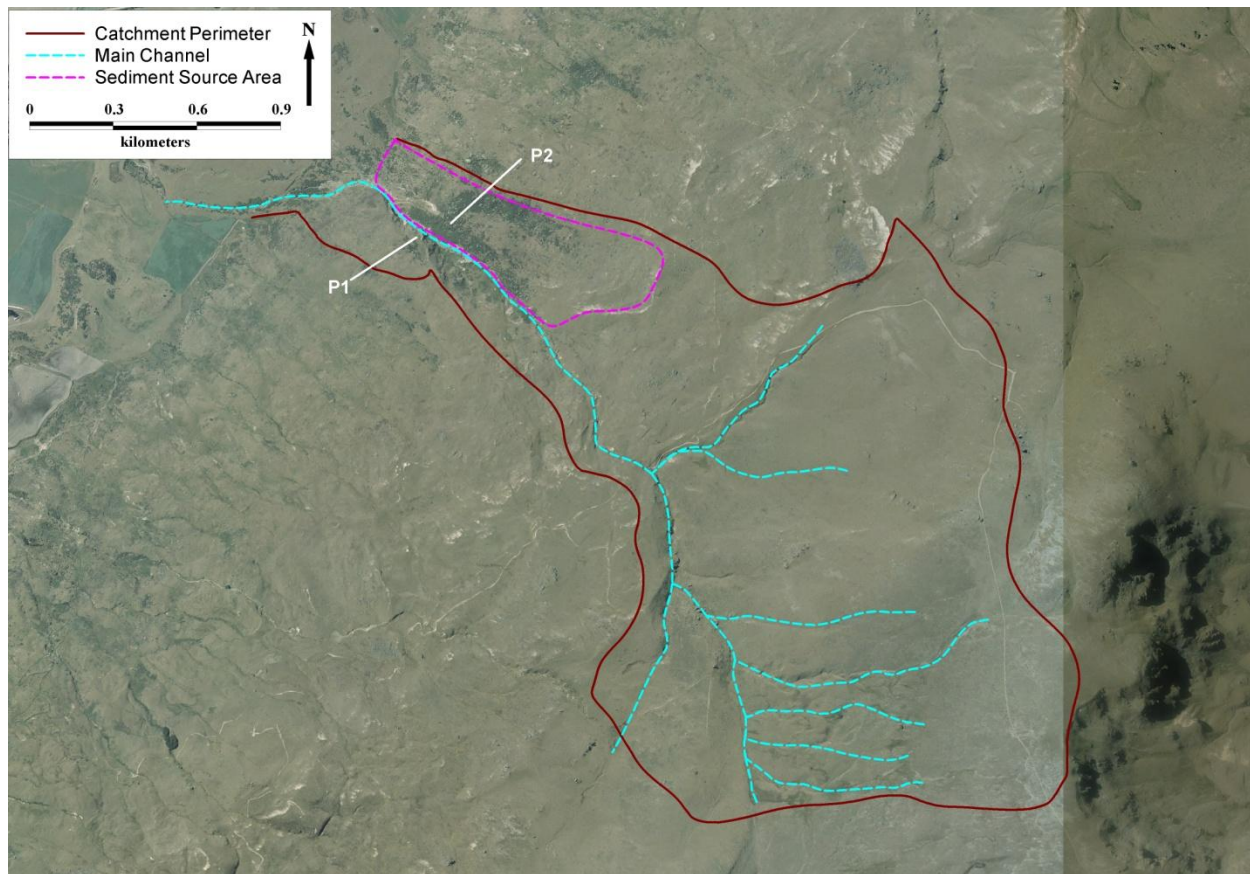 Catchment Perimeter
Main Channel
Sediment Source Area
N
0 0.3 0.6 0.9
kilometers
P2
P1